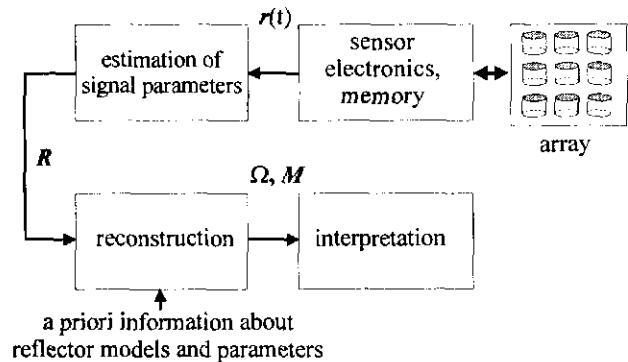 r(t)
estimation of
signal parameters
sensor
electronics,
memory
array
R
Ω, M
reconstruction
interpretation
a priori information about
reflector models and parameters